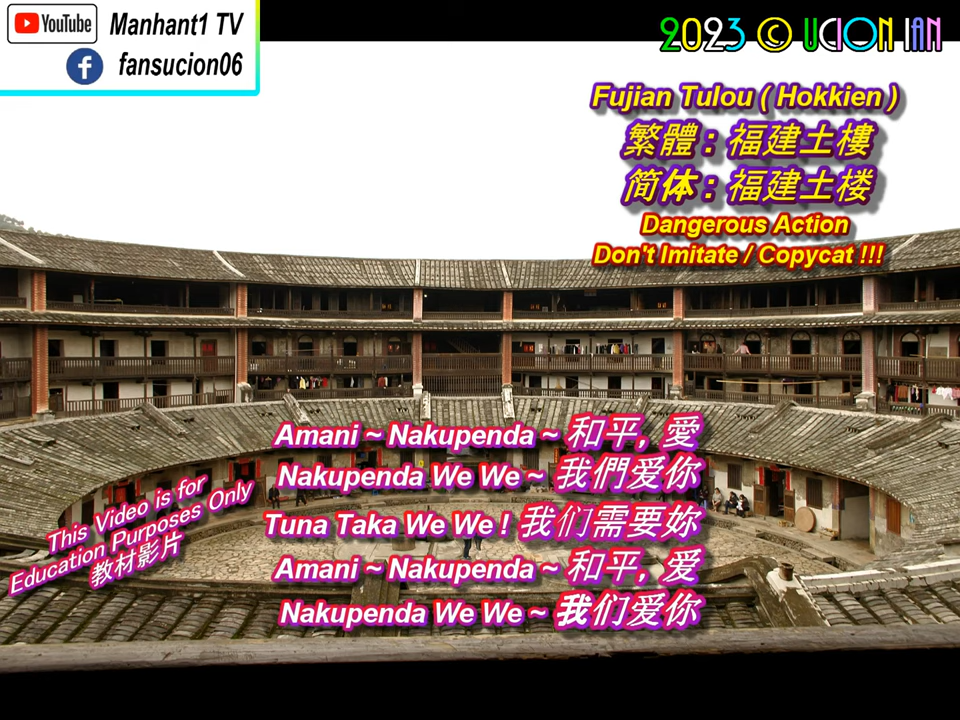 YouTube Manhant1 TV
fansucion06
2023 © UCION IAN
Fujian Tulou ( Hokkien )
繁體 : 福建土樓
简体 : 福建土楼
Dangerous Action
Don't Imitate / Copycat !!!
Amani ~ Nakupenda ~ 和平, 愛
Nakupenda We We ~ 我們爱你
Tuna Taka We We ! 我们需要妳
Amani ~ Nakupenda ~ 和平, 爱
Nakupenda We We ~ 我们爱你
This Video is for
Education Purposes Only
教材影片